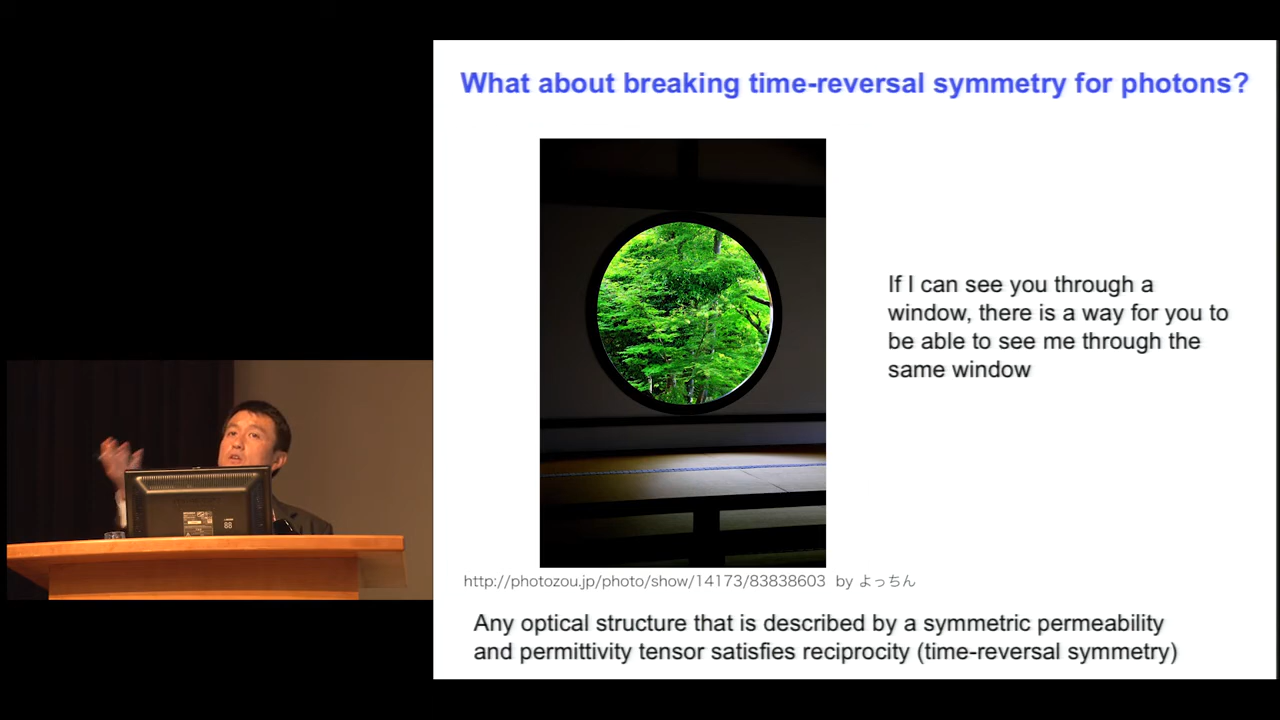 What about breaking time-reversal symmetry for photons?
If I can see you through a
window, there is a way for you to
be able to see me through the
same window
http://photozou.jp/photo/show/14173/83838603 by よっちん
Any optical structure that is described by a symmetric permeability
and permittivity tensor satisfies reciprocity (time-reversal symmetry)
88